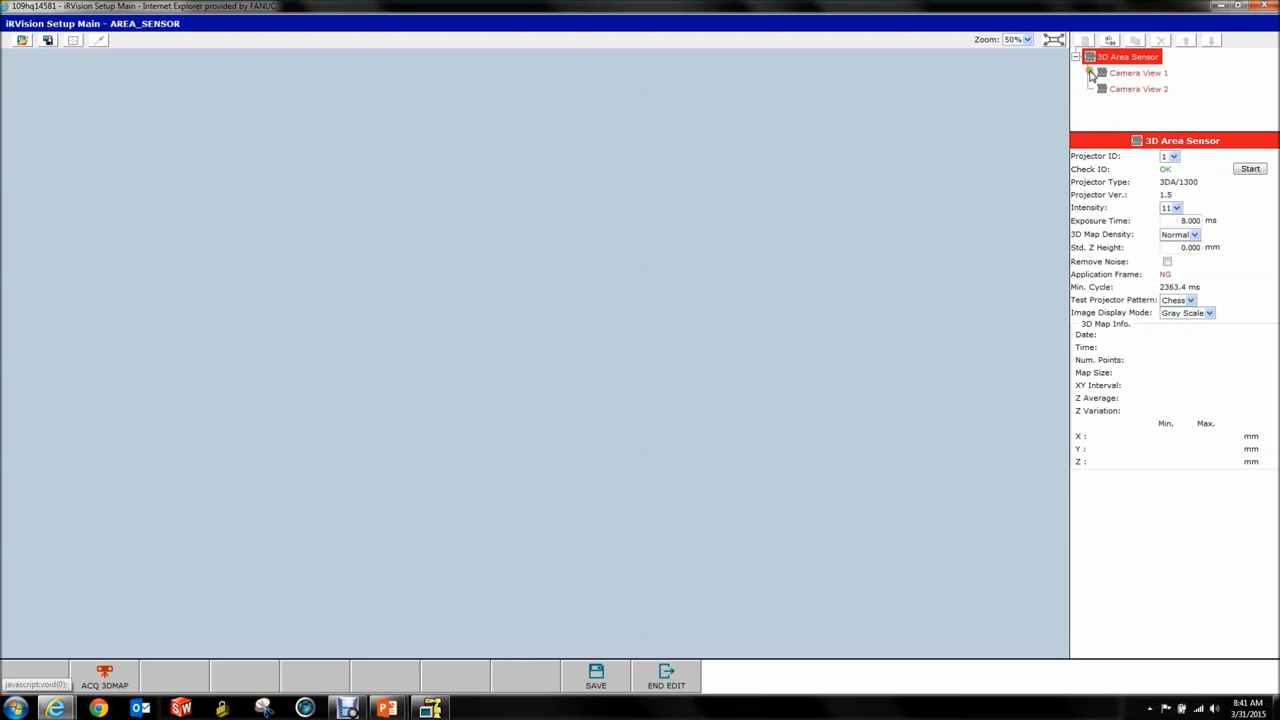 109hq14581 - iRVision Setup Main - Internet Explorer provided by FANUC
iRVision Setup Main - AREA_SENSOR
Zoom: 50%
3D Area Sensor
Camera View 1
Camera View 2
3D Area Sensor
Projector ID: 1
Check IO: OK Start
Projector Type: 3DA/1300
Projector Ver.: 1.5
Intensity: 11
Exposure Time: 8.000 ms
3D Map Density: Normal
Std. Z Height: 0.000 mm
Remove Noise:
Application Frame: NG
Min. Cycle: 2363.4 ms
Test Projector Pattern: Chess
Image Display Mode: Gray Scale
3D Map Info.
Date:
Time:
Num. Points:
Map Size:
XY Interval:
Z Average:
Z Variation:
Min. Max.
X : mm
Y : mm
Z : mm
javascript:void(0);
ACQ 3DMAP
SAVE
END EDIT
8:41 AM
3/31/2015